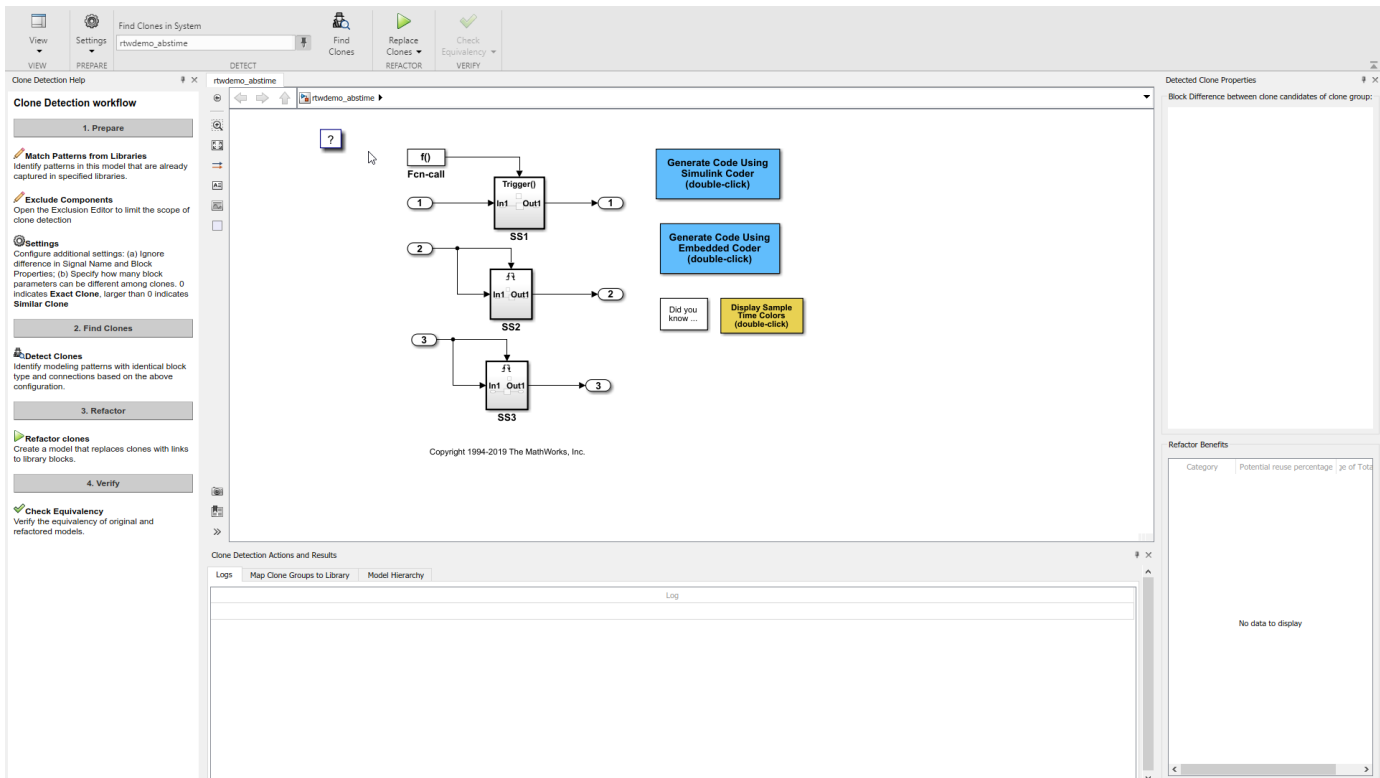 View
Settings
Find Clones in System
rtwdemo_abstime
Find
Clones
Replace
Clones
Check
Equivalency
VIEW
PREPARE
DETECT
REFACTOR
VERIFY
Clone Detection Help
Clone Detection workflow
1. Prepare
Match Patterns from Libraries
Identify patterns in this model that are already
captured in specified libraries.
Exclude Components
Open the Exclusion Editor to limit the scope of
clone detection
Settings
Configure additional settings: (a) Ignore
difference in Signal Name and Block
Properties; (b) Specify how many block
parameters can be different among clones. 0
indicates Exact Clone, larger than 0 indicates
Similar Clone
2. Find Clones
Detect Clones
Identify modeling patterns with identical block
type and connections based on the above
configuration.
3. Refactor
Refactor clones
Create a model that replaces clones with links
to library blocks.
4. Verify
Check Equivalency
Verify the equivalency of original and
refactored models.
rtwdemo_abstime
rtwdemo_abstime
?
f()
Fcn-call
Trigger()
1
In1
Out1
1
SS1
2
In1
Out1
2
SS2
3
In1
Out1
3
SS3
Generate Code Using
Simulink Coder
(double-click)
Generate Code Using
Embedded Coder
(double-click)
Did you
know ...
Display Sample
Time Colors
(double-click)
Copyright 1994-2019 The MathWorks, Inc.
Clone Detection Actions and Results
Logs
Map Clone Groups to Library
Model Hierarchy
Log
Detected Clone Properties
Block Difference between clone candidates of clone group:
Refactor Benefits
Category
Potential reuse percentage
ge of Tota
No data to display